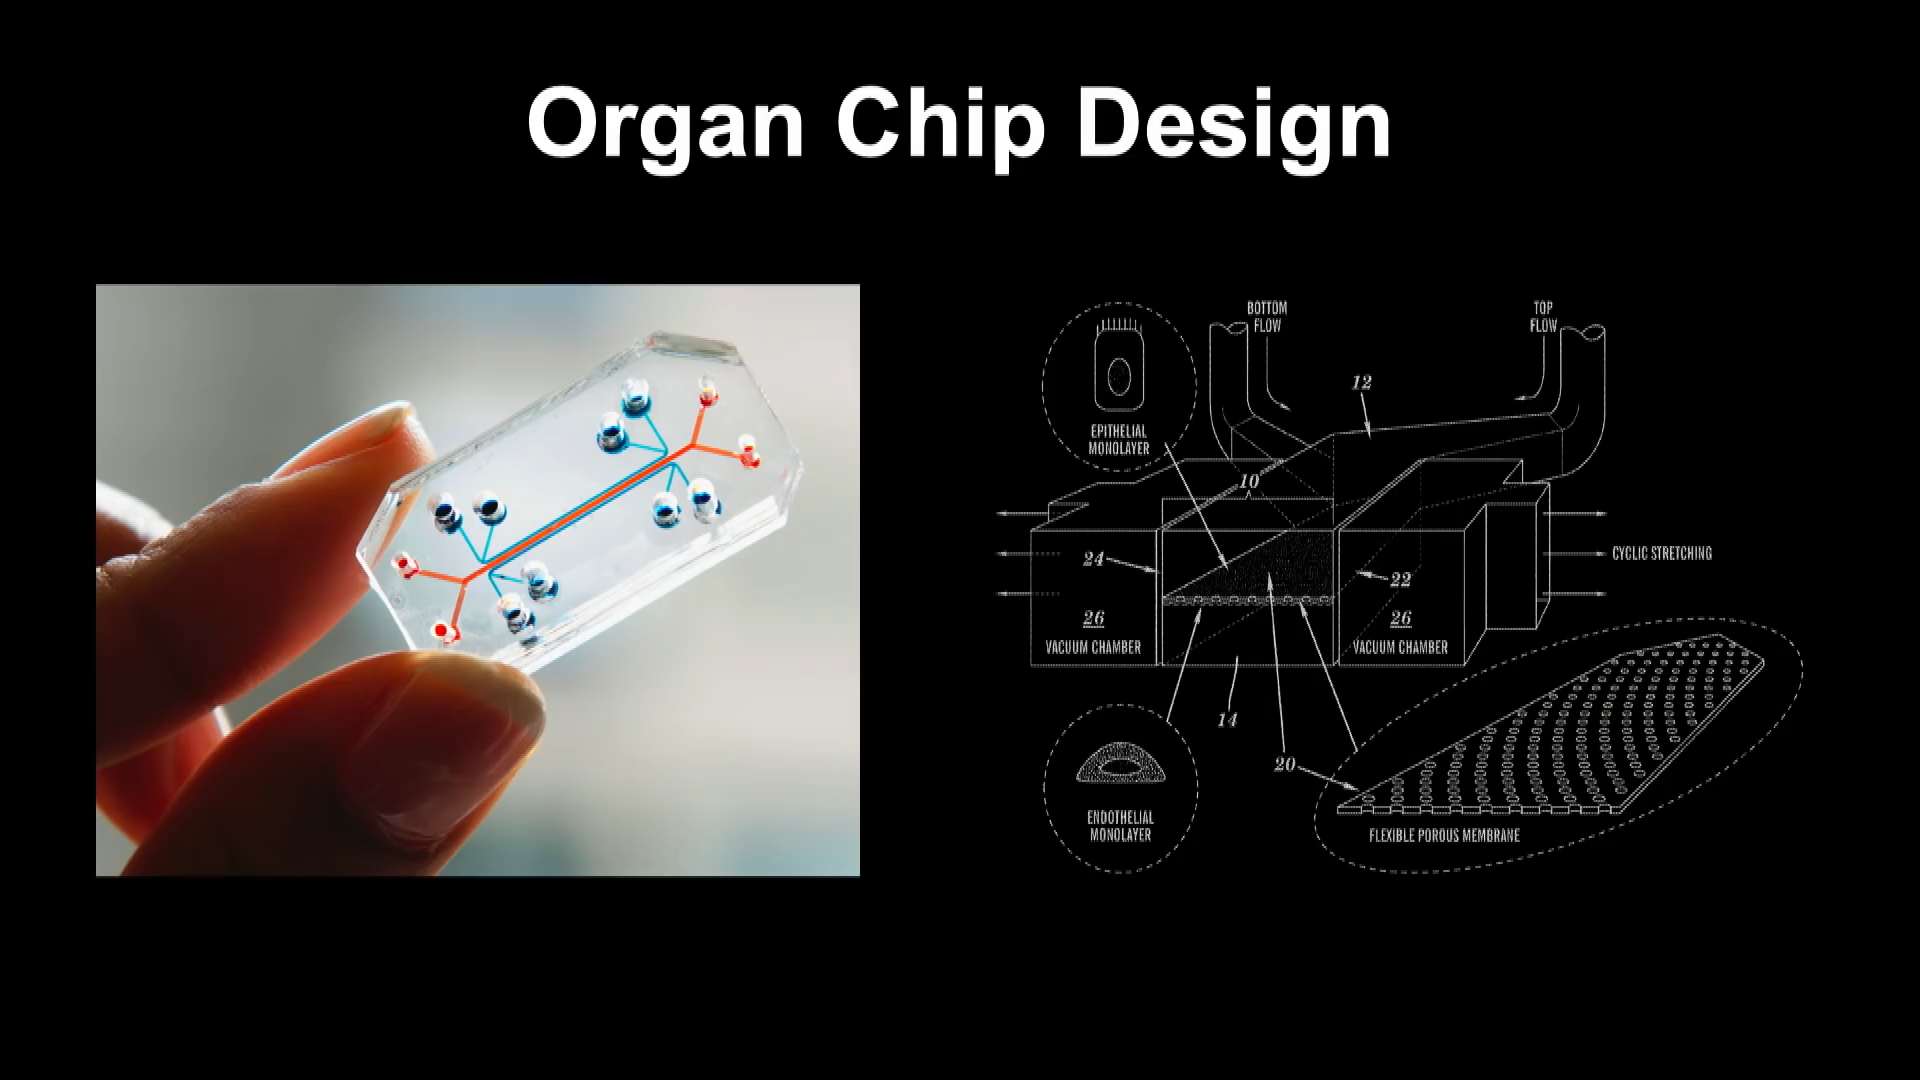 Organ Chip Design
BOTTOM
FLOW
TOP
FLOW
12
EPITHELIAL
MONOLAYER
10
24
22
CYCLIC STRETCHING
26
VACUUM CHAMBER
26
VACUUM CHAMBER
14
20
ENDOTHELIAL
MONOLAYER
FLEXIBLE POROUS MEMBRANE